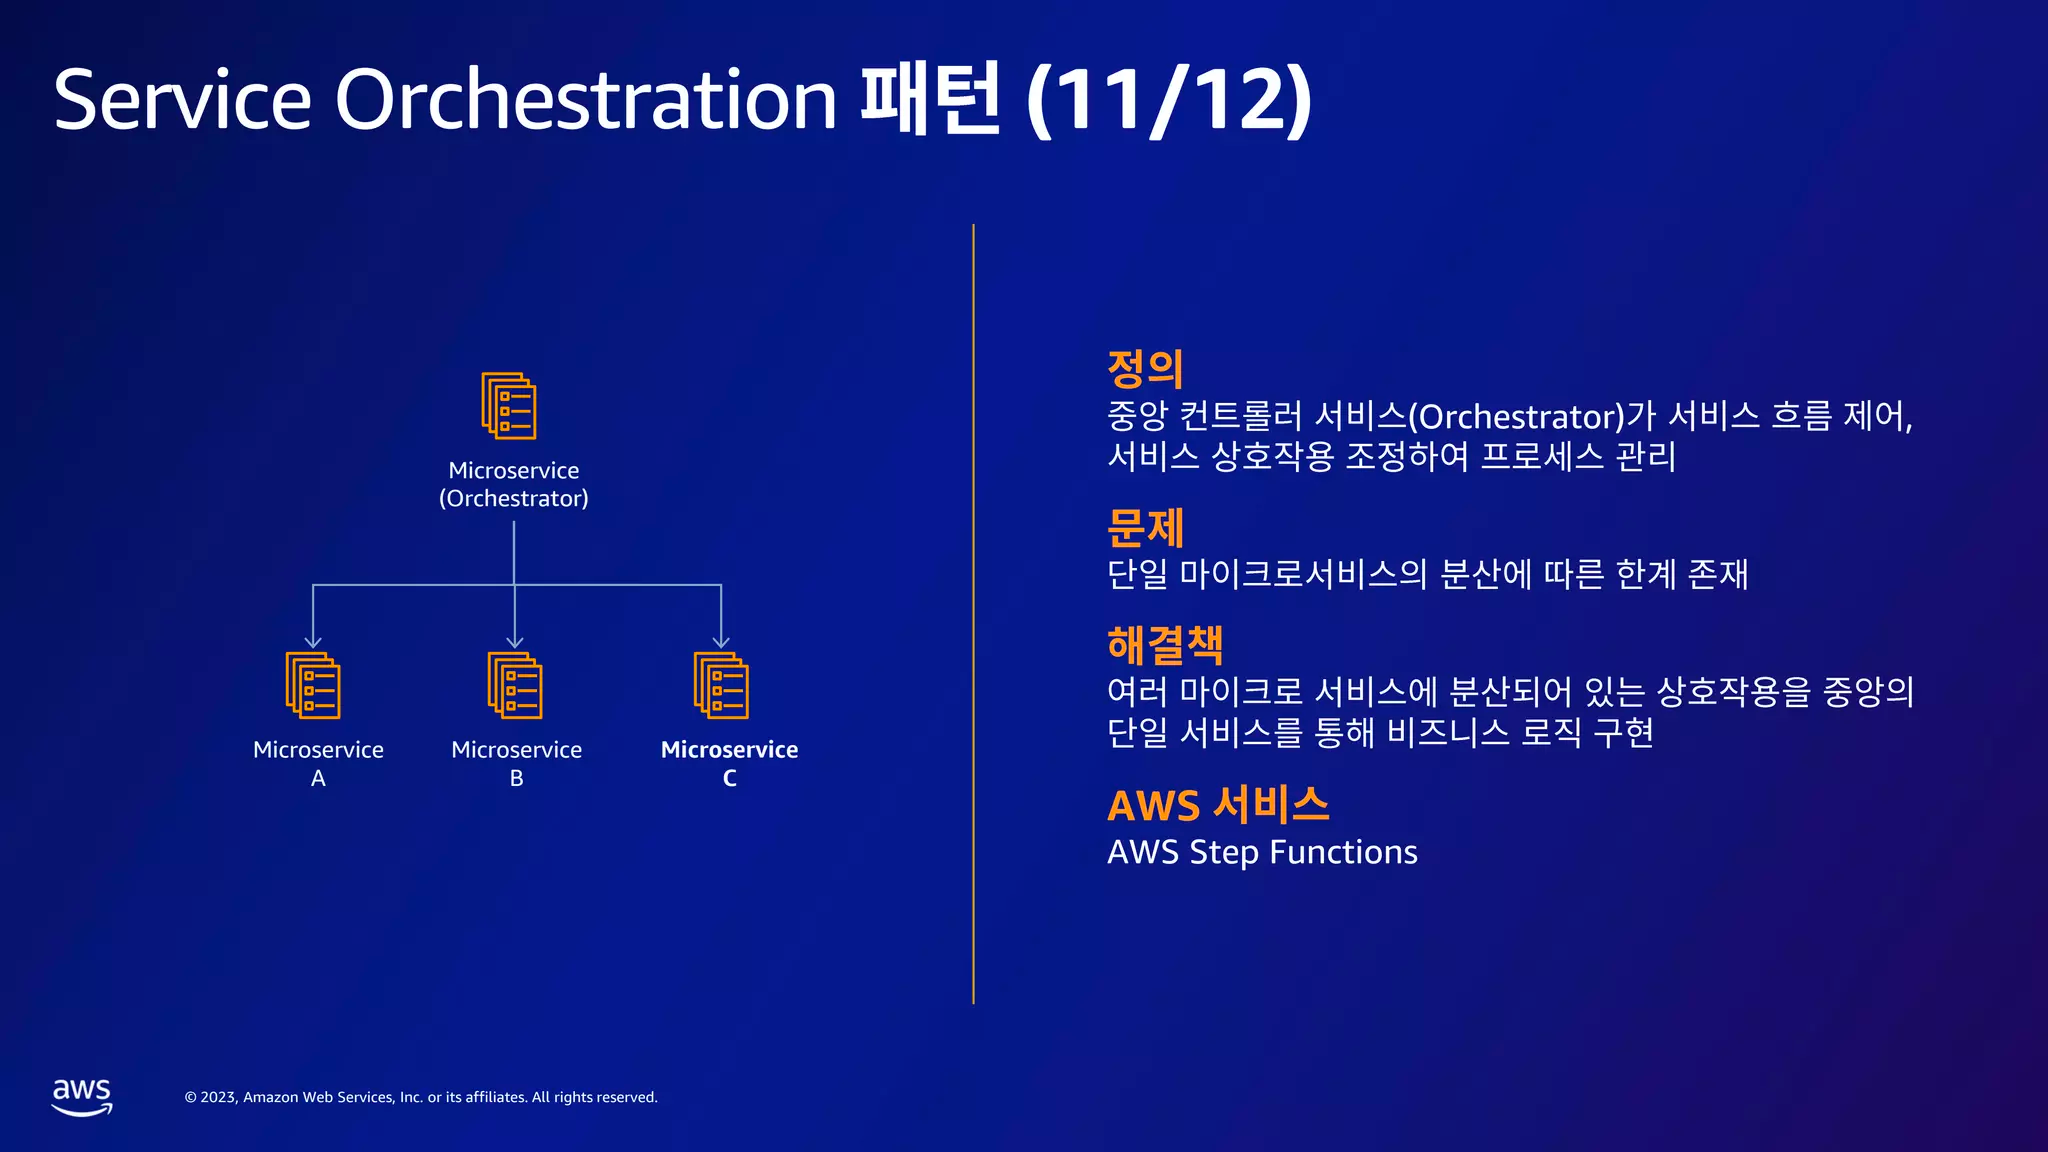 Service Orchestration 패턴 (11/12)
Microservice
(Orchestrator)
Microservice
A
Microservice
B
Microservice
C
정의
중앙 컨트롤러 서비스(Orchestrator)가 서비스 흐름 제어,
서비스 상호작용 조정하여 프로세스 관리
문제
단일 마이크로서비스의 분산에 따른 한계 존재
해결책
여러 마이크로 서비스에 분산되어 있는 상호작용을 중앙의
단일 서비스를 통해 비즈니스 로직 구현
AWS 서비스
AWS Step Functions
aws
© 2023, Amazon Web Services, Inc. or its affiliates. All rights reserved.